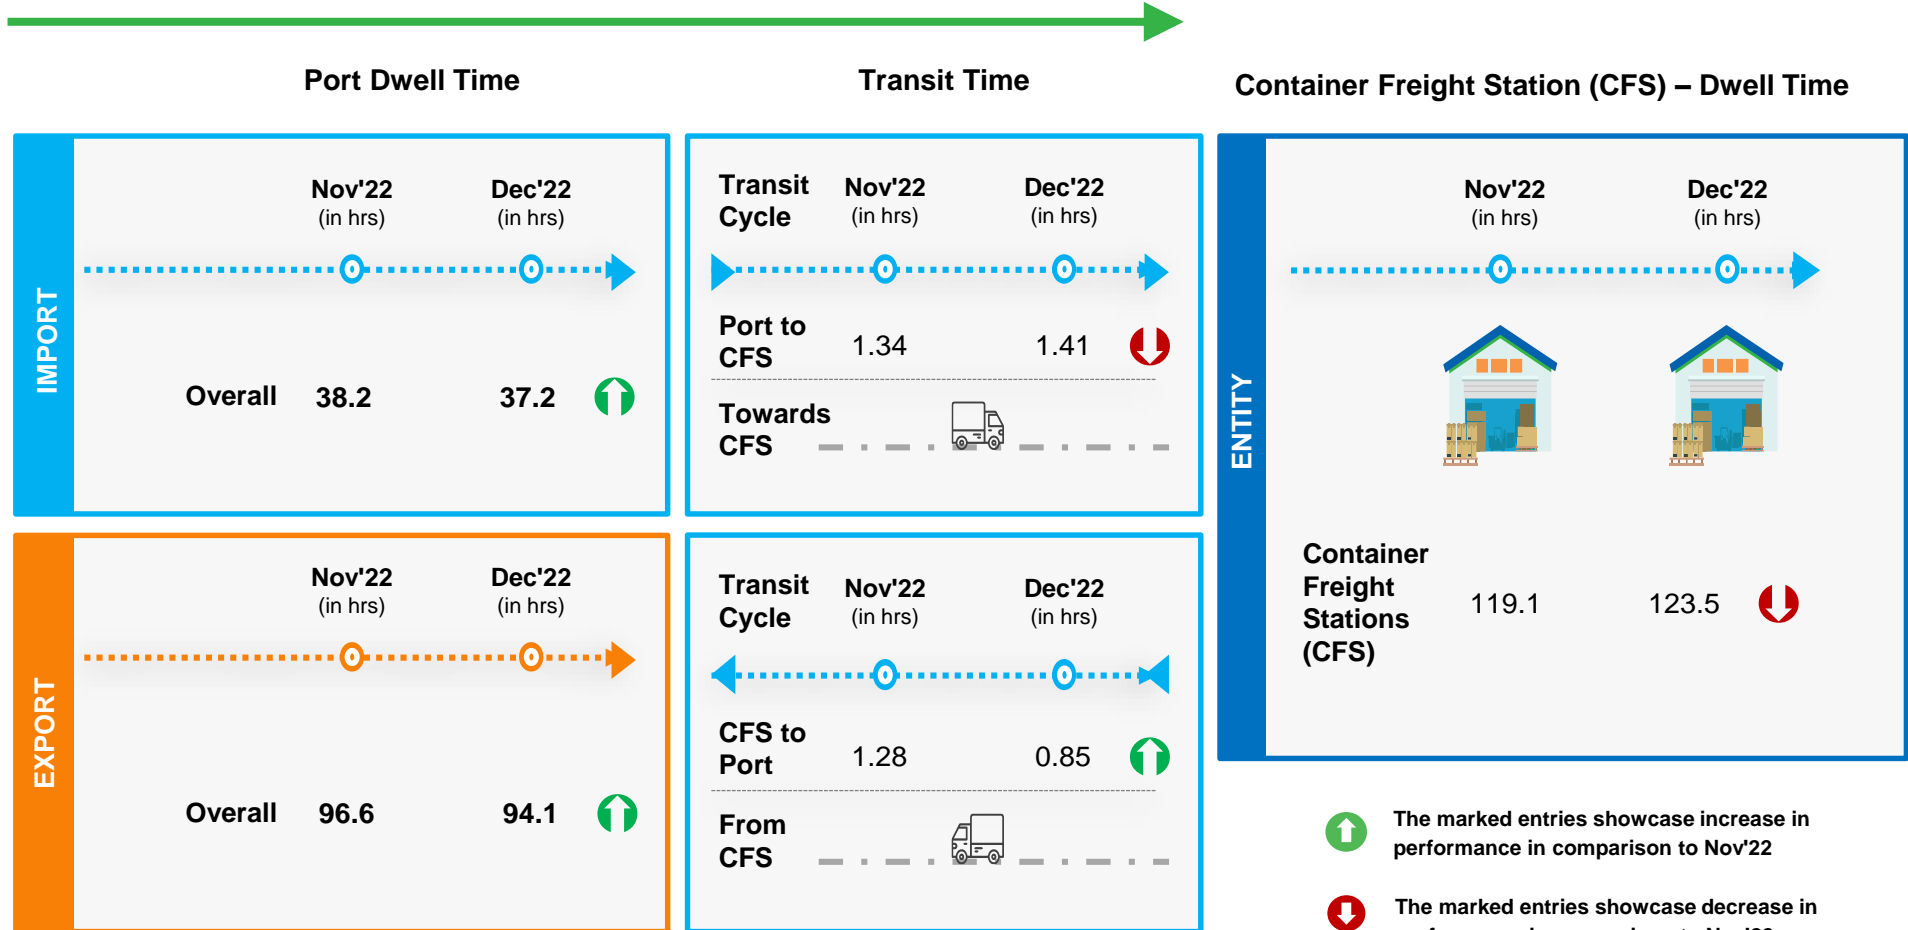 Port Dwell Time
Transit Time
Container Freight Station (CFS) – Dwell Time
IMPORT
Nov'22
(in hrs)
Dec'22
(in hrs)
Overall 38.2 37.2
Transit
Cycle
Nov'22
(in hrs)
Dec'22
(in hrs)
Port to
CFS
1.34 1.41
Towards
CFS
ENTITY
Nov'22
(in hrs)
Dec'22
(in hrs)
Container
Freight
Stations
(CFS)
119.1 123.5
EXPORT
Nov'22
(in hrs)
Dec'22
(in hrs)
Overall 96.6 94.1
Transit
Cycle
Nov'22
(in hrs)
Dec'22
(in hrs)
CFS to
Port
1.28 0.85
From
CFS
The marked entries showcase increase in
performance in comparison to Nov'22
The marked entries showcase decrease in